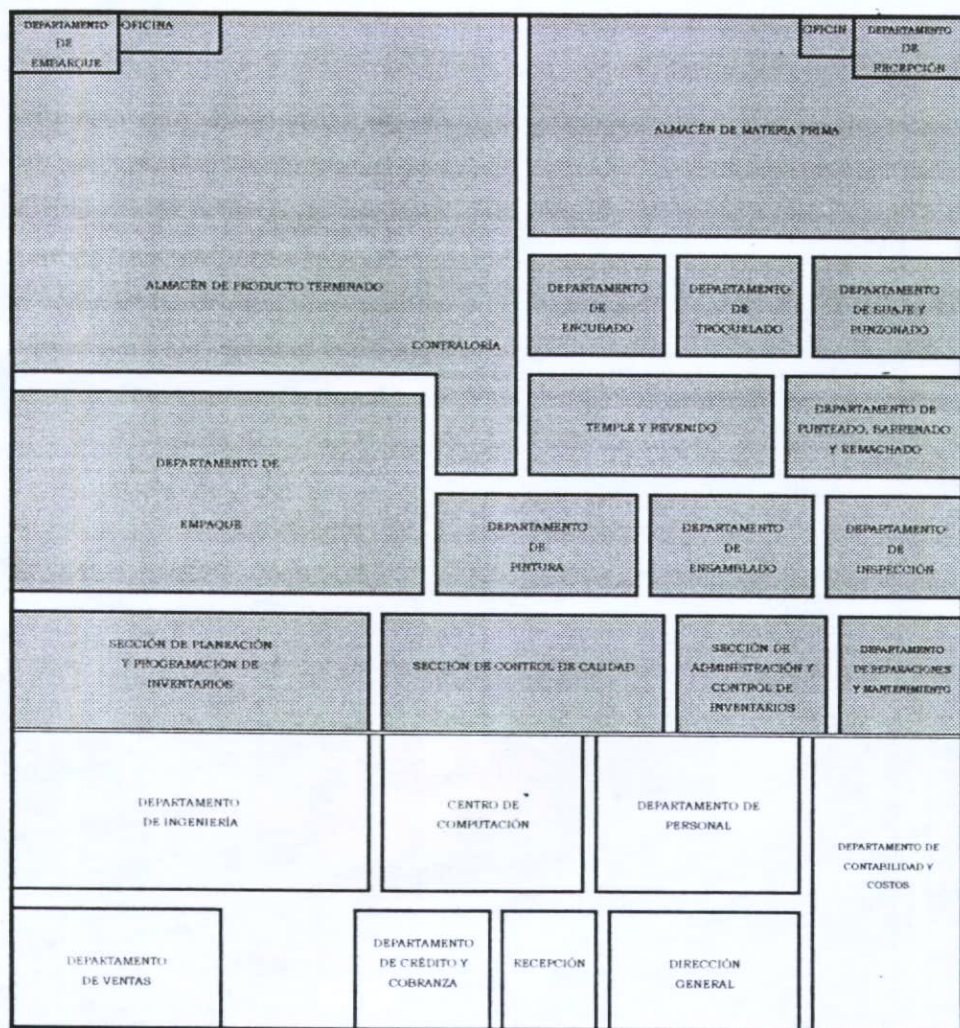 DEPARTAMENTO
DE
EMBARQUE
OFICINA
OFICIN
DEPARTAMENTO
DE
RECEPCIÓN
ALMACÉN DE MATERIA PRIMA
ALMACÉN DE PRODUCTO TERMINADO
CONTRALORÍA
DEPARTAMENTO
DE
ENCUBADO
DEPARTAMENTO
DE
TROQUELADO
DEPARTAMENTO
DE SUAJE Y
PUNZONADO
TEMPLE Y REVENIDO
DEPARTAMENTO DE
PUNTEADO, BARRENADO
Y REMACHADO
DEPARTAMENTO DE
EMPAQUE
DEPARTAMENTO
DE
PINTURA
DEPARTAMENTO
DE
ENSAMBLADO
DEPARTAMENTO
DE
INSPECCIÓN
SECCIÓN DE PLANEACIÓN
Y PROGRAMACIÓN DE
INVENTARIOS
SECCIÓN DE CONTROL DE CALIDAD
SECCIÓN DE
ADMINISTRACIÓN Y
CONTROL DE
INVENTARIOS
DEPARTAMENTO
DE REPARACIONES
Y MANTENIMIENTO
DEPARTAMENTO
DE INGENIERÍA
CENTRO DE
COMPUTACIÓN
DEPARTAMENTO DE
PERSONAL
DEPARTAMENTO DE
CONTABILIDAD Y
COSTOS
DEPARTAMENTO
DE VENTAS
DEPARTAMENTO
DE CRÉDITO Y
COBRANZA
RECEPCIÓN
DIRECCIÓN
GENERAL